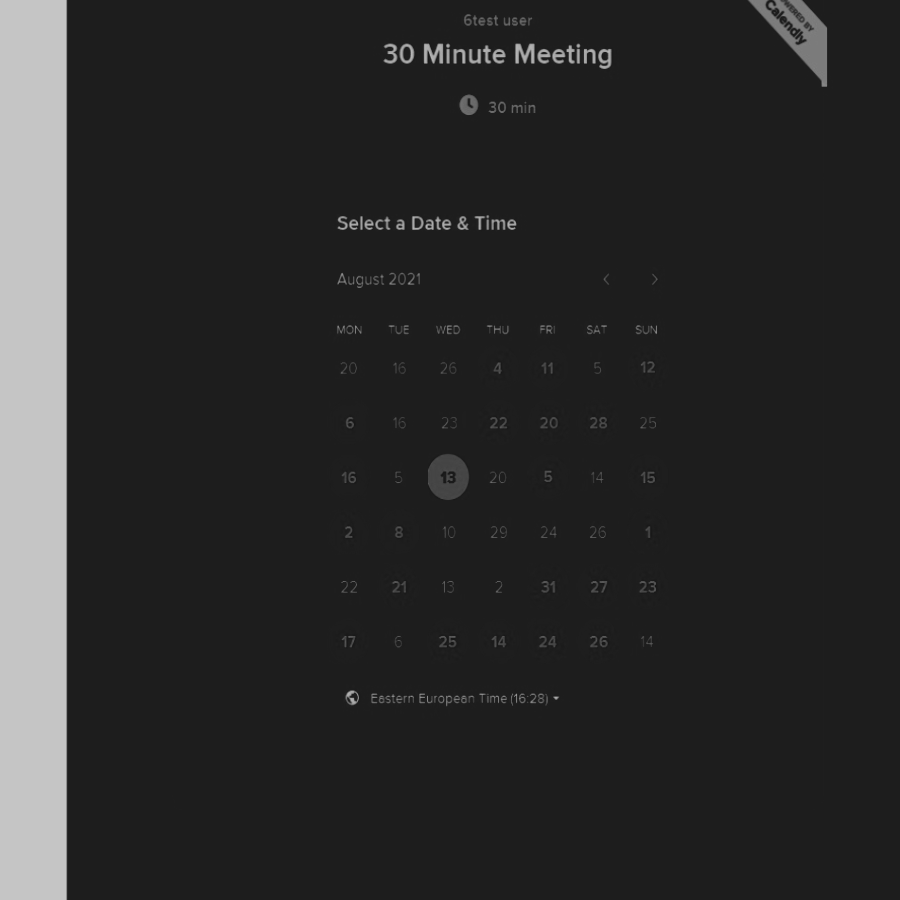 6test user
30 Minute Meeting
POWERED BY
Calendly
30 min
Select a Date & Time
August 2021
MON TUE WED THU FRI SAT SUN
20 16 26 4 11 5 12
6 16 23 22 20 28 25
16 5 13 20 5 14 15
2 8 10 29 24 26 1
22 21 13 2 31 27 23
17 6 25 14 24 26 14
Eastern European Time (16:28)